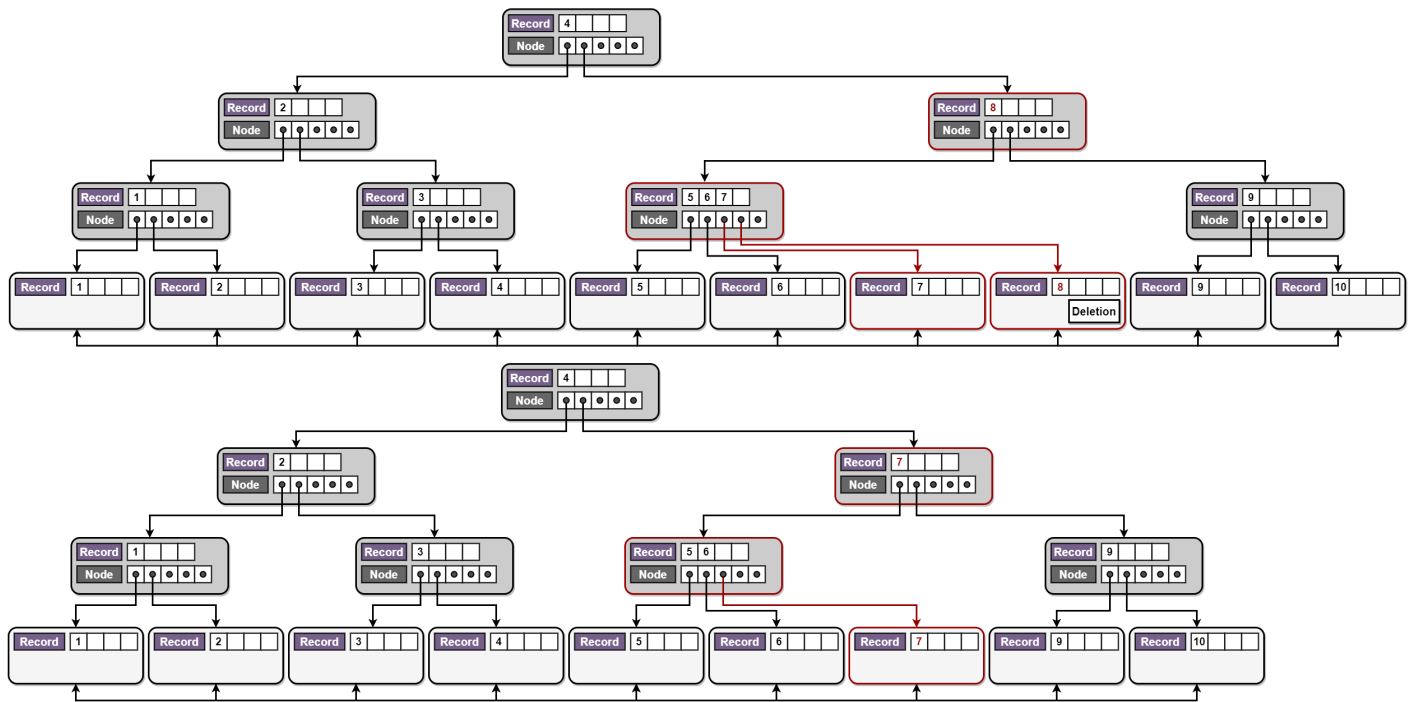 Record 4
Node
Record 2
Node
Record 8
Node
Record 1
Node
Record 3
Node
Record 5 6 7
Node
Record 9
Node
Record 1
Record 2
Record 3
Record 4
Record 5
Record 6
Record 7
Record 8
Deletion
Record 9
Record 10
Record 4
Node
Record 2
Node
Record 7
Node
Record 1
Node
Record 3
Node
Record 5 6
Node
Record 9
Node
Record 1
Record 2
Record 3
Record 4
Record 5
Record 6
Record 7
Record 9
Record 10